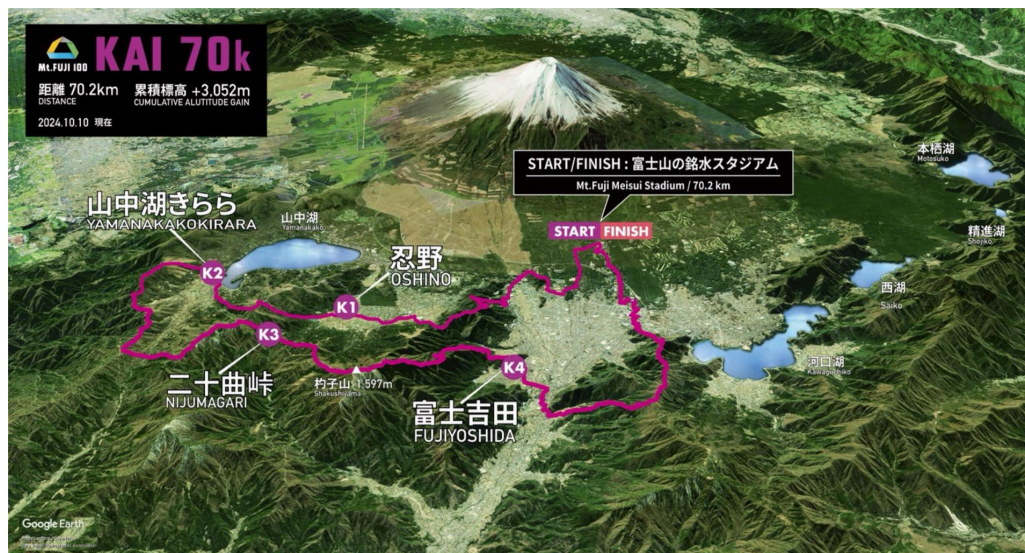 Mt.FUJI 100
KAI 70k
距離 70.2km
DISTANCE
累積標高 +3,052m
CUMULATIVE ALUTITUDE GAIN
2024.10.10 現在
START/FINISH : 富士山の銘水スタジアム
Mt.Fuji Meisui Stadium / 70.2 km
START FINISH
本栖湖
Motosuko
精進湖
Shojiko
西湖
Saiko
河口湖
Kawaguchiko
山中湖きらら
YAMANAKAKOKIRARA
山中湖
Yamanakako
忍野
OSHINO
K2
K1
K3
K4
二十曲峠
NIJUMAGARI
杓子山 1,597m
Shakushiyama
富士吉田
FUJIYOSHIDA
Google Earth